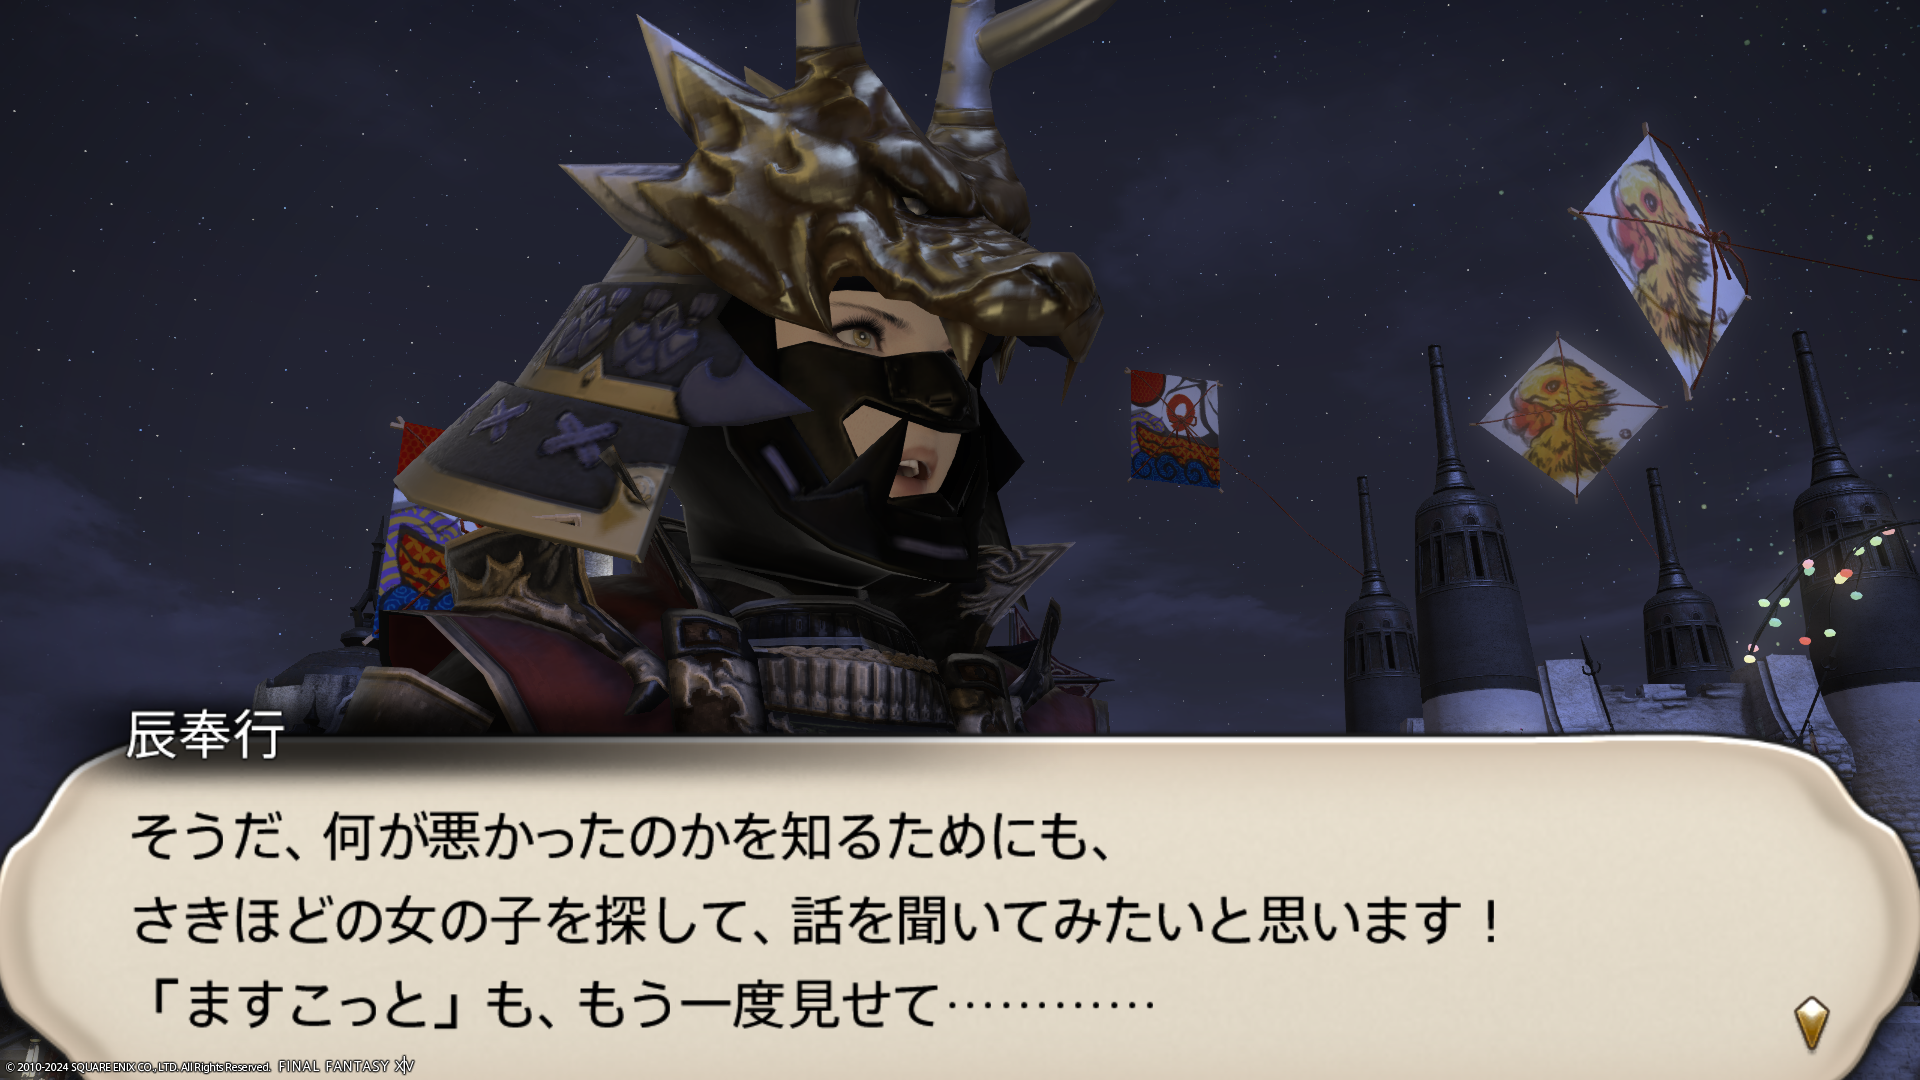 辰奉行
そうだ、何が悪かったのかを知るためにも、
さきほどの女の子を探して、話を聞いてみたいと思います！
「ますこっと」も、もう一度見せて…………
© 2010-2024 SQUARE ENIX CO., LTD. All Rights Reserved. FINAL FANTASY XIV